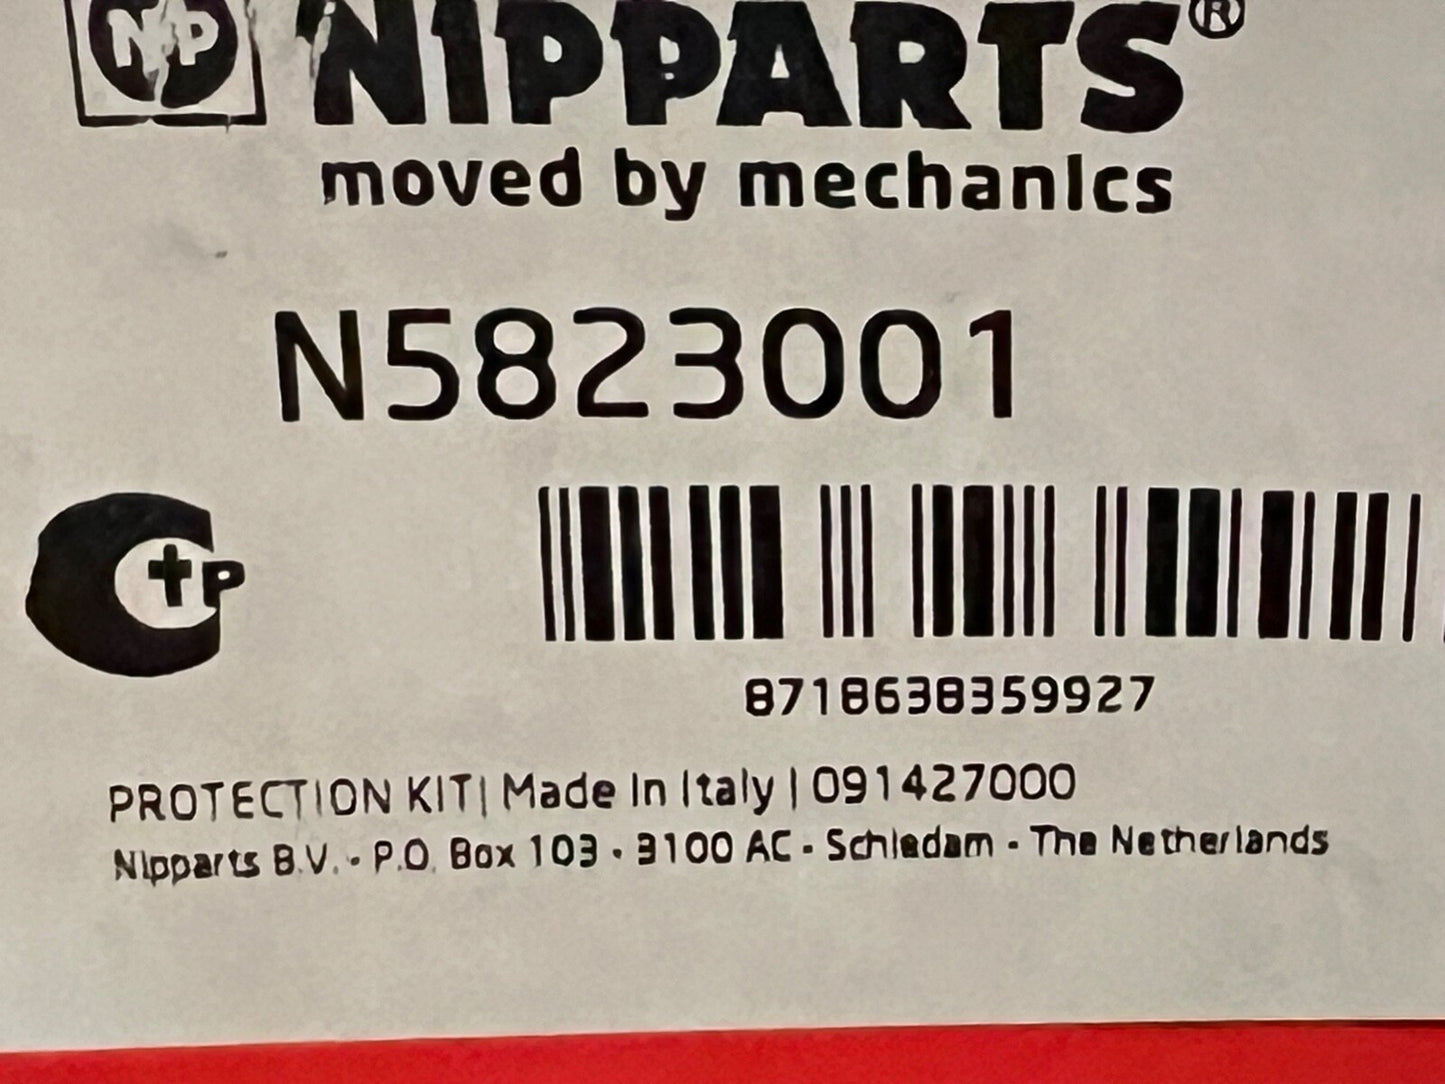 NP NIPPARTS®
moved by mechanics
N5823001
C tP
8718638359927
PROTECTION KIT| Made In Italy | 091427000
Nipparts B.V. - P.O. Box 103 - 3100 AC - Schiedam - The Netherlands